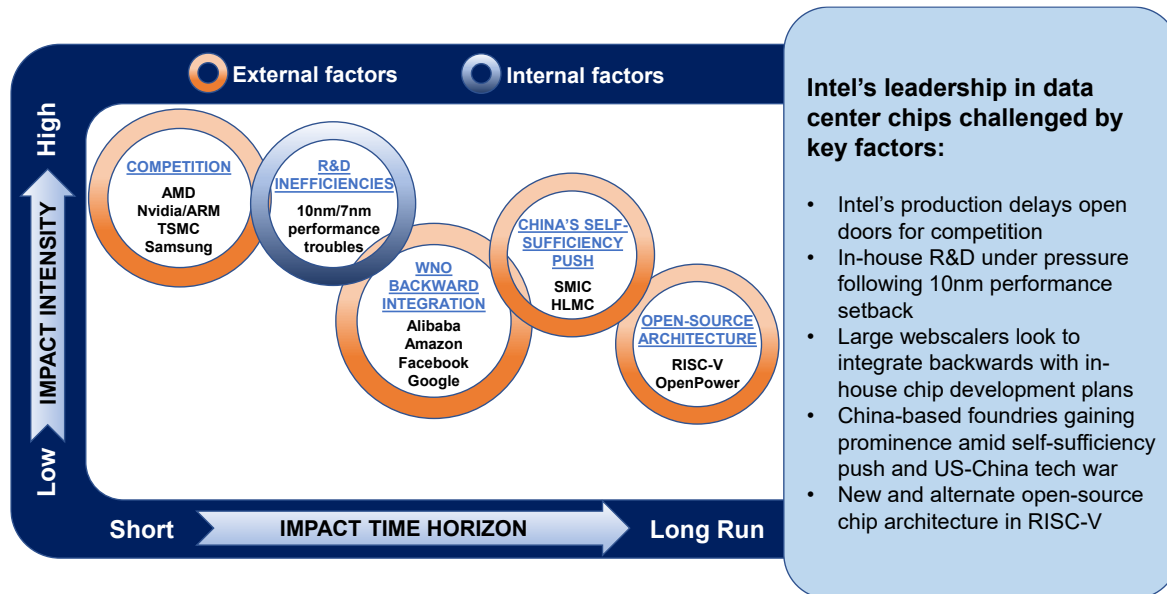 External factors
Internal factors
High
IMPACT INTENSITY
Low
COMPETITION
AMD
Nvidia/ARM
TSMC
Samsung
R&D
INEFFICIENCIES
10nm/7nm
performance
troubles
WNO
BACKWARD
INTEGRATION
Alibaba
Amazon
Facebook
Google
CHINA'S SELF-
SUFFICIENCY
PUSH
SMIC
HLMC
OPEN-SOURCE
ARCHITECTURE
RISC-V
OpenPower
Short
IMPACT TIME HORIZON
Long Run
Intel's leadership in data
center chips challenged by
key factors:
• Intel's production delays open
doors for competition
• In-house R&D under pressure
following 10nm performance
setback
• Large webscalers look to
integrate backwards with in-
house chip development plans
• China-based foundries gaining
prominence amid self-sufficiency
push and US-China tech war
• New and alternate open-source
chip architecture in RISC-V